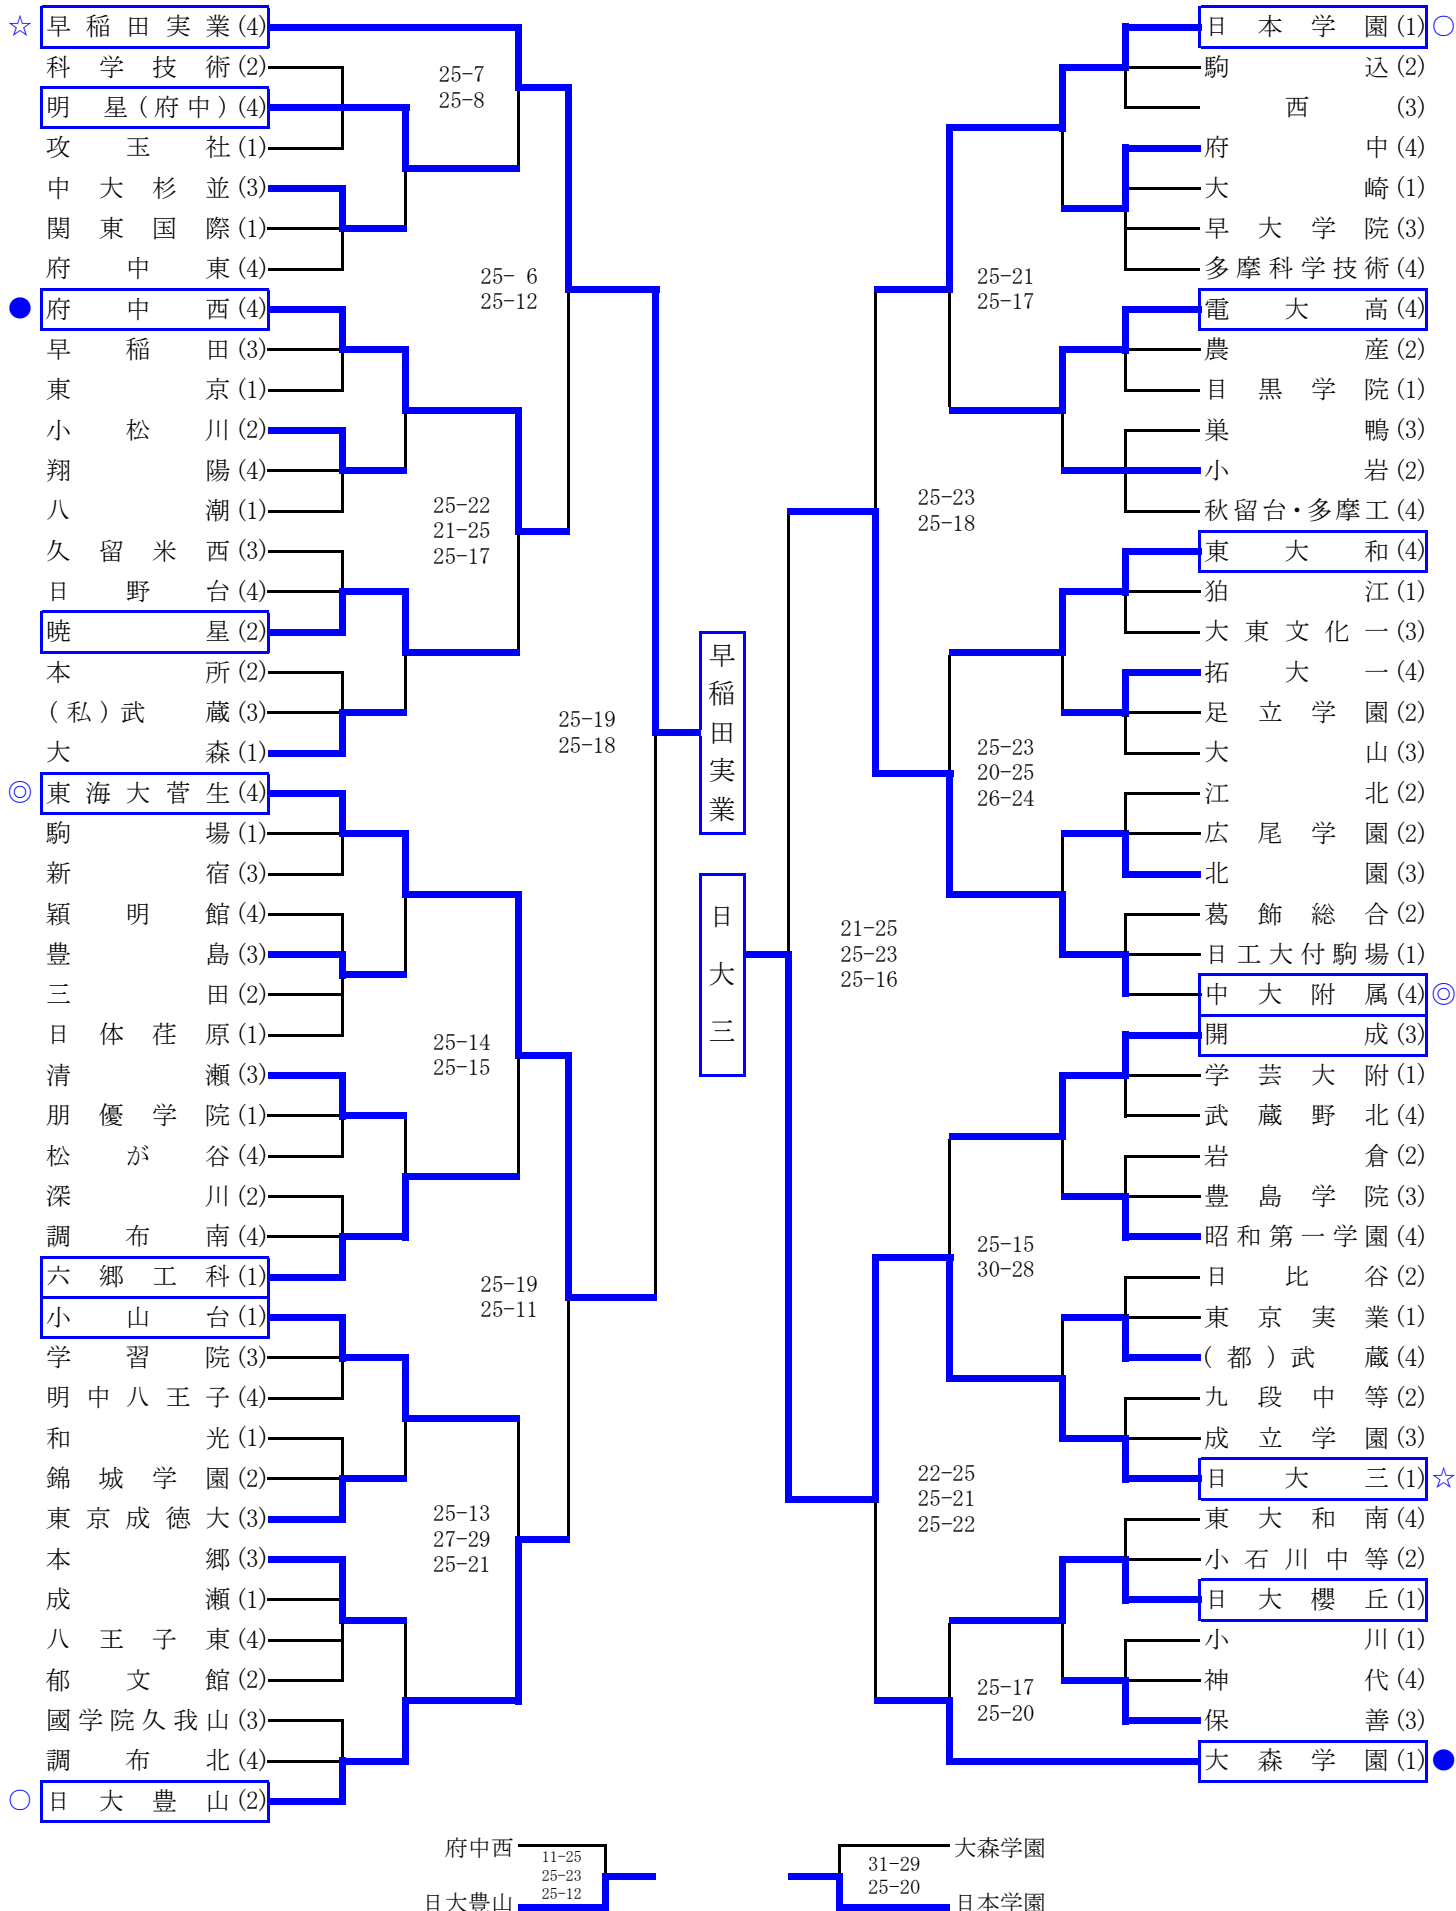 ☆早稲田実業(4)
科学技術(2)
明星(府中)(4)
攻玉社(1)
中大杉並(3)
関東国際(1)
府中東(4)
●府中西(4)
早稲田(3)
東京(1)
小松川(2)
翔陽(4)
八潮(1)
久留米西(3)
日野台(4)
暁星(2)
本所(2)
(私)武蔵(3)
大森(1)
◎東海大菅生(4)
駒場(1)
新宿(3)
穎明館(4)
豊島(3)
三田(2)
日体荏原(1)
清瀬(3)
朋優学院(1)
松が谷(4)
深川(2)
調布南(4)
六郷工科(1)
小山台(1)
学習院(3)
明中八王子(4)
和光(1)
錦城学園(2)
東京成徳大(3)
本郷(3)
成瀬(1)
八王子東(4)
郁文館(2)
國学院久我山(3)
調布北(4)
○日大豊山(2)
25-7
25-8
25- 6
25-12
25-22
21-25
25-17
25-19
25-18
25-14
25-15
25-19
25-11
25-13
27-29
25-21
早稲田実業
日大三
25-21
25-17
25-23
25-18
25-23
20-25
26-24
21-25
25-23
25-16
25-15
30-28
22-25
25-21
25-22
25-17
25-20
日本学園(1)○
駒込(2)
西(3)
府中(4)
大崎(1)
早大学院(3)
多摩科学技術(4)
電大高(4)
農産(2)
目黒学院(1)
巣鴨(3)
小岩(2)
秋留台・多摩工(4)
東大和(4)
狛江(1)
大東文化一(3)
拓大一(4)
足立学園(2)
大山(3)
江北(2)
広尾学園(2)
北園(3)
葛飾総合(2)
日工大付駒場(1)
中大附属(4)◎
開成(3)
学芸大附(1)
武蔵野北(4)
岩倉(2)
豊島学院(3)
昭和第一学園(4)
日比谷(2)
東京実業(1)
(都)武蔵(4)
九段中等(2)
成立学園(3)
日大三(1)☆
東大和南(4)
小石川中等(2)
日大櫻丘(1)
小川(1)
神代(4)
保善(3)
大森学園(1)●
府中西
11-25
25-23
25-12
日大豊山
大森学園
31-29
25-20
日本学園